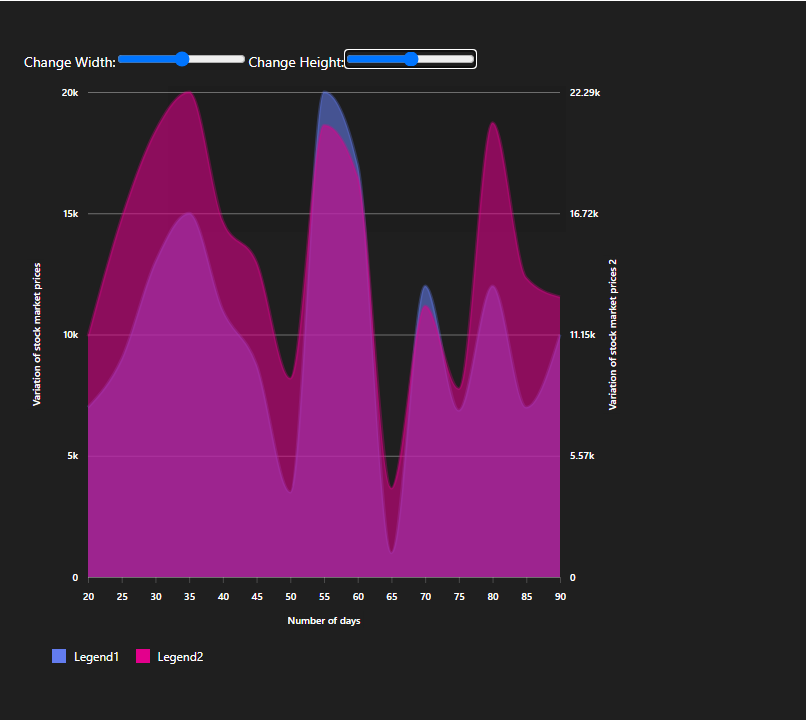 Change Width: Change Height:
20k 22.29k
15k 16.72k
Variation of stock market prices
Variation of stock market prices 2
10k 11.15k
5k 5.57k
0 0
20 25 30 35 40 45 50 55 60 65 70 75 80 85 90
Number of days
Legend1 Legend2